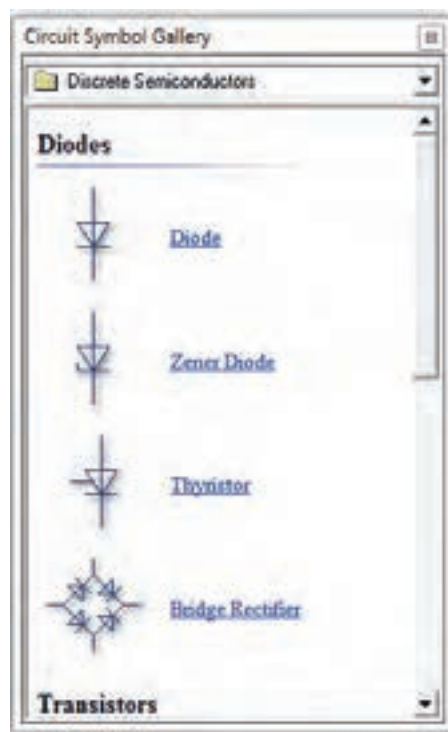 Circuit Symbol Gallery
Discrete Semiconductors
Diodes
Diode
Zener Diode
Thyristor
Bridge Rectifier
Transistors